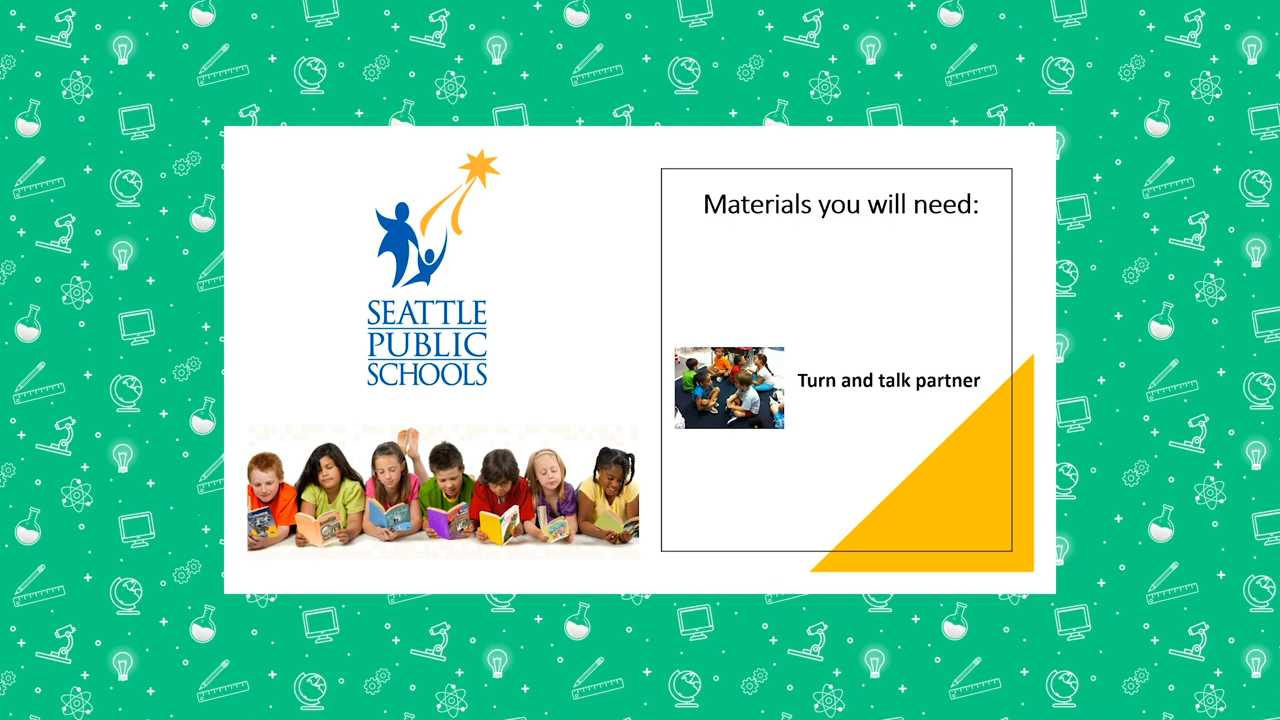 SEATTLE
PUBLIC
SCHOOLS
Materials you will need:
Turn and talk partner